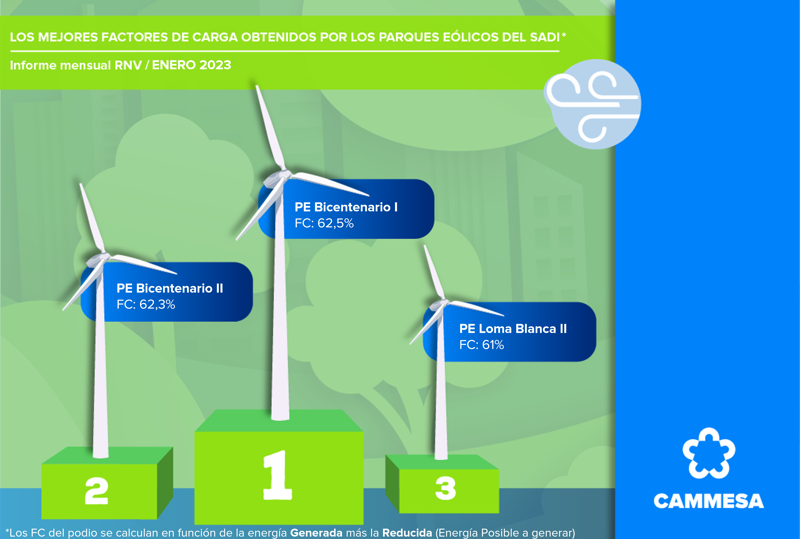 LOS MEJORES FACTORES DE CARGA OBTENIDOS POR LOS PARQUES EÓLICOS DEL SADI*
Informe mensual RNV / ENERO 2023
PE Bicentenario I
FC: 62,5%
PE Bicentenario II
FC: 62,3%
PE Loma Blanca II
FC: 61%
1
2
3
CAMMESA
*Los FC del podio se calculan en función de la energía Generada más la Reducida (Energía Posible a generar)